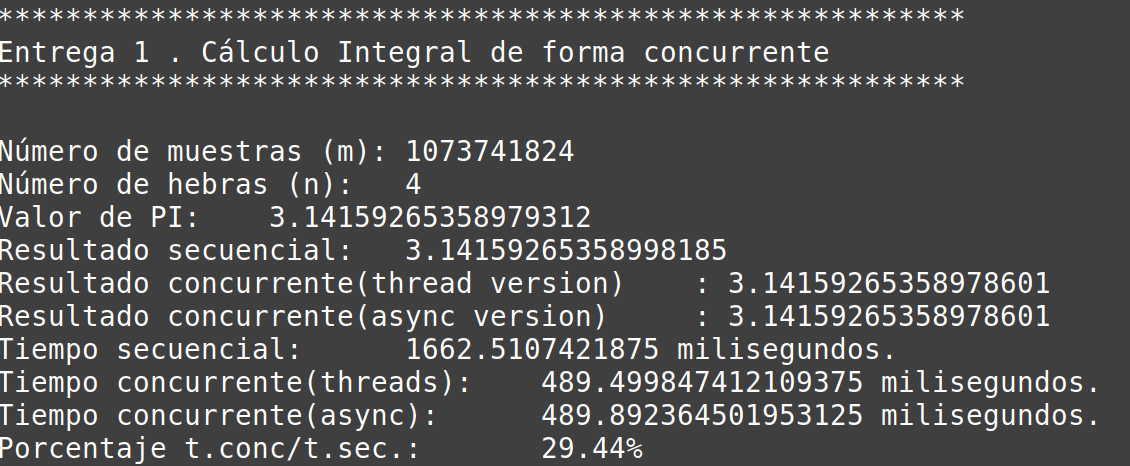 *********************************************************
Entrega 1 . Cálculo Integral de forma concurrente
*********************************************************
Número de muestras (m): 1073741824
Número de hebras (n):   4
Valor de PI:    3.14159265358979312
Resultado secuencial:   3.14159265358998185
Resultado concurrente(thread version)    : 3.14159265358978601
Resultado concurrente(async version)     : 3.14159265358978601
Tiempo secuencial:      1662.5107421875 milisegundos.
Tiempo concurrente(threads):    489.499847412109375 milisegundos.
Tiempo concurrente(async):      489.892364501953125 milisegundos.
Porcentaje t.conc/t.sec.:       29.44%